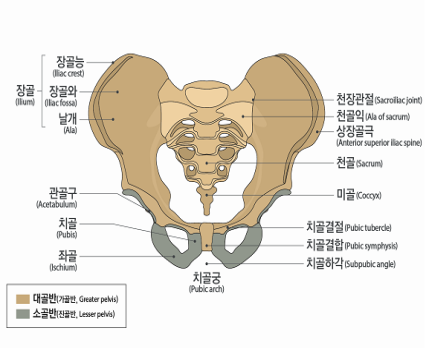 장골능
(Iliac crest)
장골
(Ilium)
장골와
(Iliac fossa)
날개
(Ala)
관골구
(Acetabulum)
치골
(Pubis)
좌골
(Ischium)
천장관절(Sacroiliac joint)
천골익(Ala of sacrum)
상장골극
(Anterior superior iliac spine)
천골(Sacrum)
미골(Coccyx)
치골결절(Pubic tubercle)
치골결합(Pubic symphysis)
치골하각(Subpubic angle)
치골궁
(Pubic arch)
대골반(가골반, Greater pelvis)
소골반(진골반, Lesser pelvis)